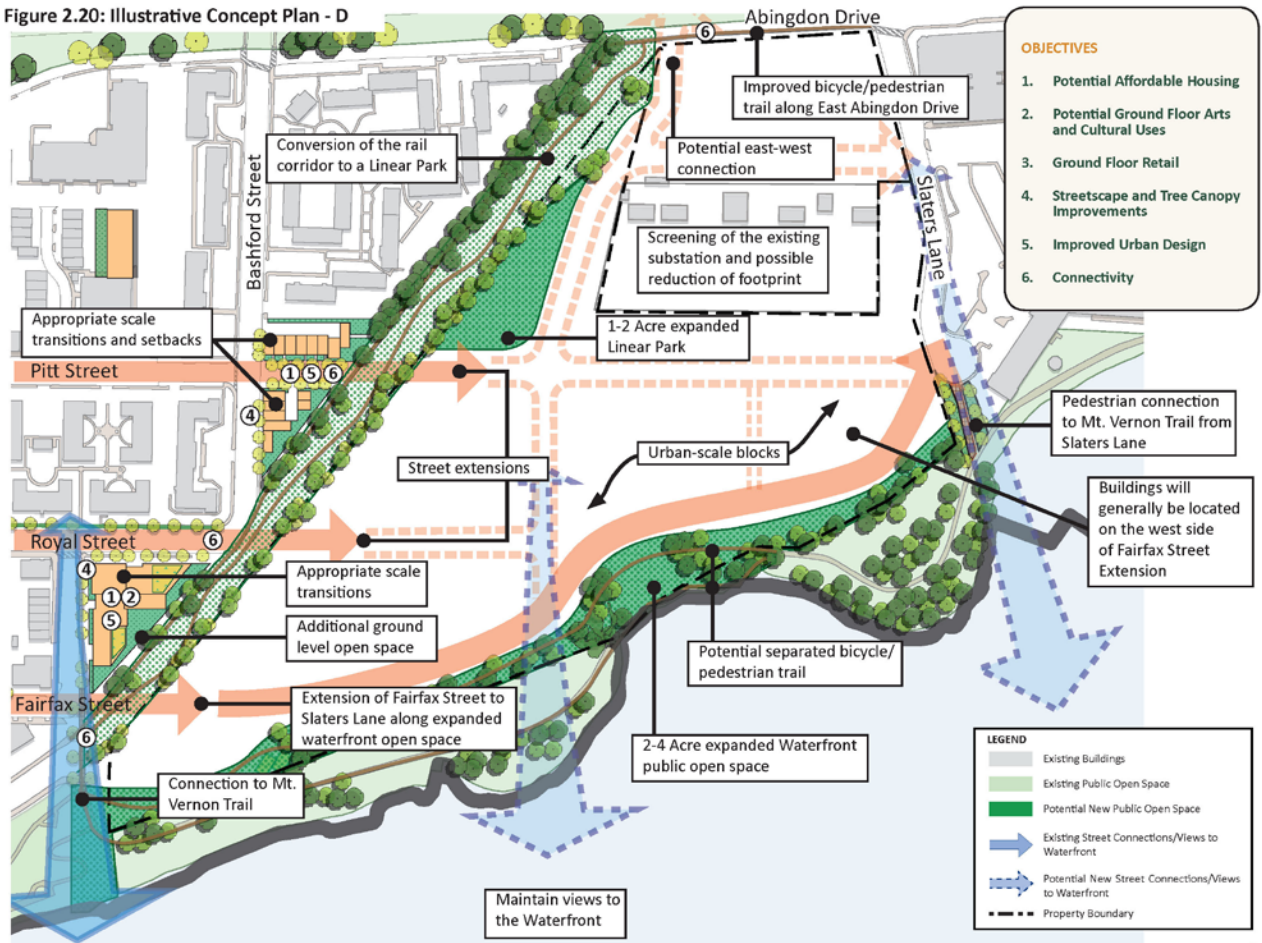 Figure 2.20: Illustrative Concept Plan - D
Abingdon Drive
6
OBJECTIVES
1. Potential Affordable Housing
2. Potential Ground Floor Arts
and Cultural Uses
3. Ground Floor Retail
4. Streetscape and Tree Canopy
Improvements
5. Improved Urban Design
6. Connectivity
Improved bicycle/pedestrian
trail along East Abingdon Drive
Conversion of the rail
corridor to a Linear Park
Potential east-west
connection
Bashford Street
Slaters Lane
Screening of the existing
substation and possible
reduction of footprint
Appropriate scale
transitions and setbacks
1-2 Acre expanded
Linear Park
Pitt Street
1 5 6
4
Pedestrian connection
to Mt. Vernon Trail from
Slaters Lane
Street extensions
Urban-scale blocks
Buildings will
generally be located
on the west side
of Fairfax Street
Extension
Royal Street
6
4
Appropriate scale
transitions
1 2
5
Additional ground
level open space
Potential separated bicycle/
pedestrian trail
Fairfax Street
Extension of Fairfax Street to
Slaters Lane along expanded
waterfront open space
6
2-4 Acre expanded Waterfront
public open space
Connection to Mt.
Vernon Trail
Maintain views to
the Waterfront
LEGEND
Existing Buildings
Existing Public Open Space
Potential New Public Open Space
Existing Street Connections/Views to
Waterfront
Potential New Street Connections/Views
to Waterfront
Property Boundary